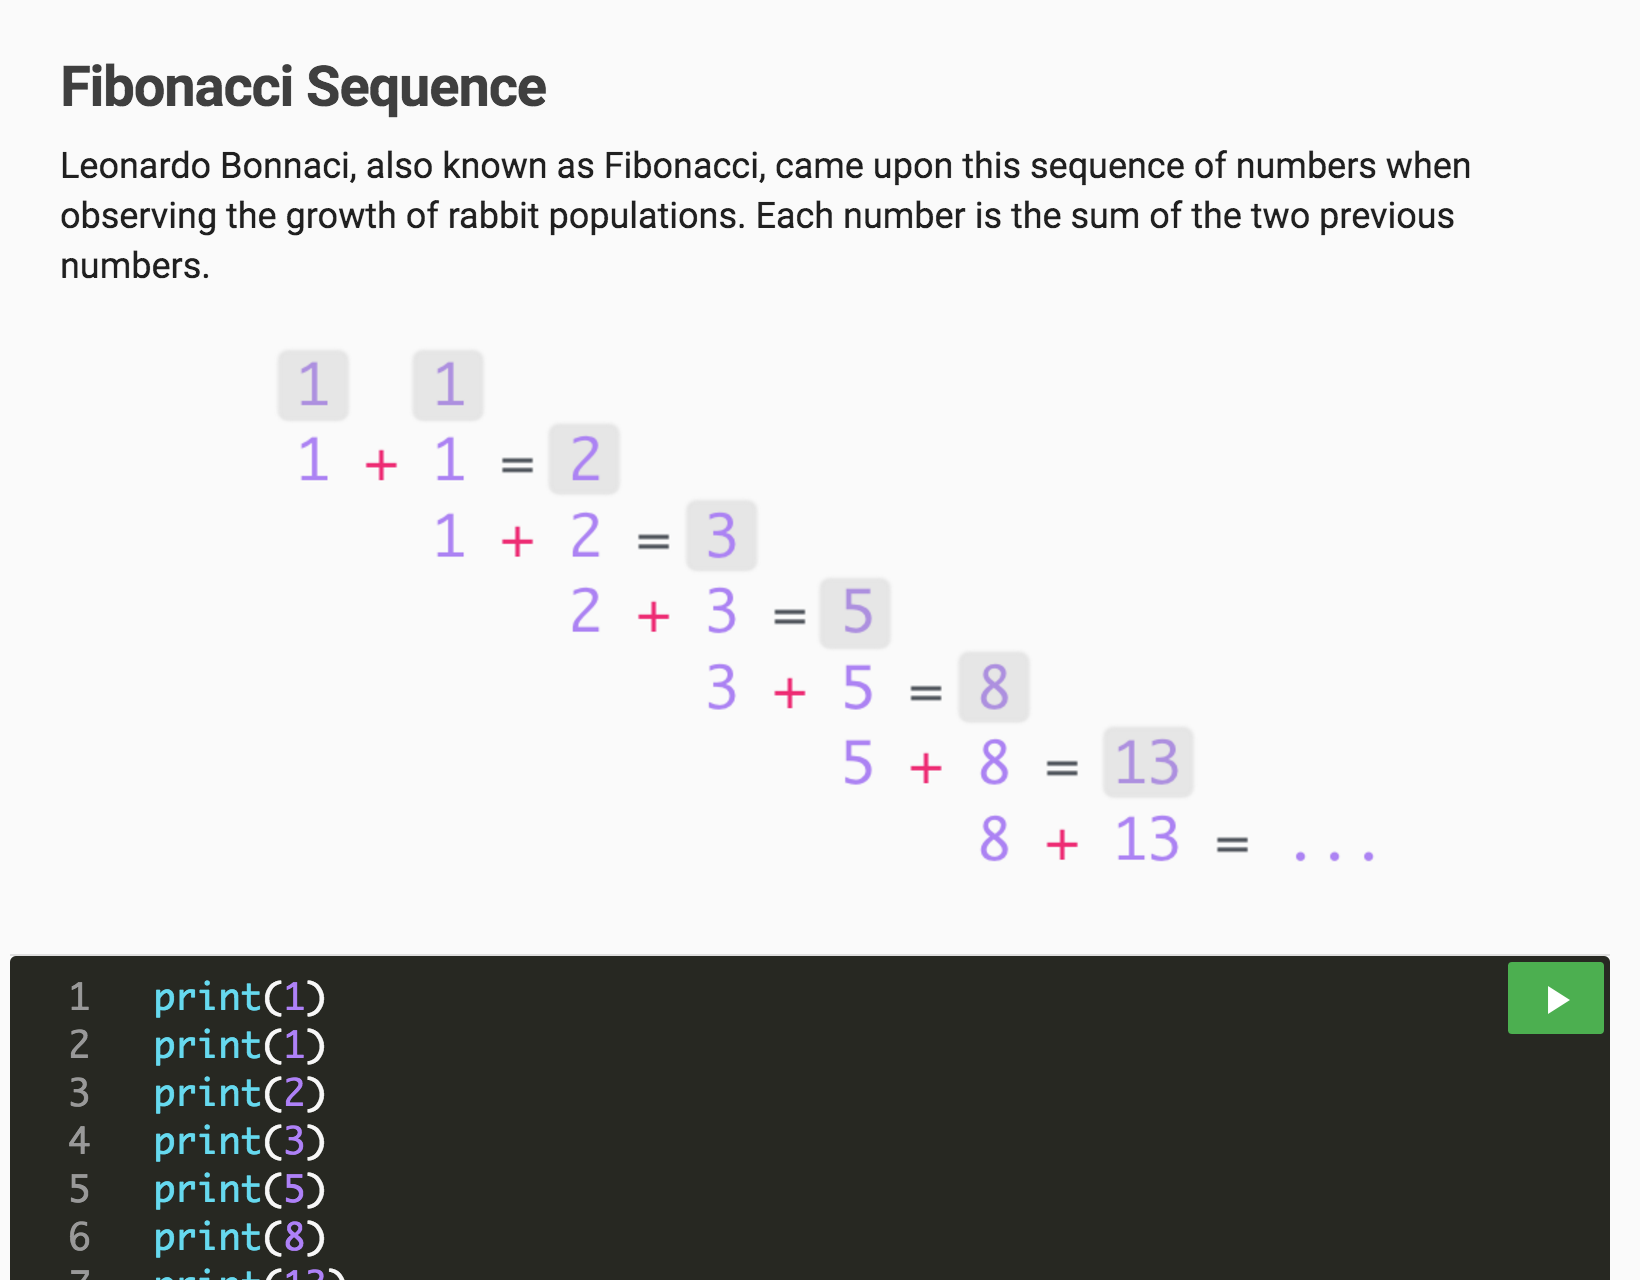 Fibonacci Sequence
Leonardo Bonnaci, also known as Fibonacci, came upon this sequence of numbers when
observing the growth of rabbit populations. Each number is the sum of the two previous
numbers.
1 1
1 + 1 = 2
1 + 2 = 3
2 + 3 = 5
3 + 5 = 8
5 + 8 = 13
8 + 13 = ...
1 print(1)
2 print(1)
3 print(2)
4 print(3)
5 print(5)
6 print(8)
7 print(13)